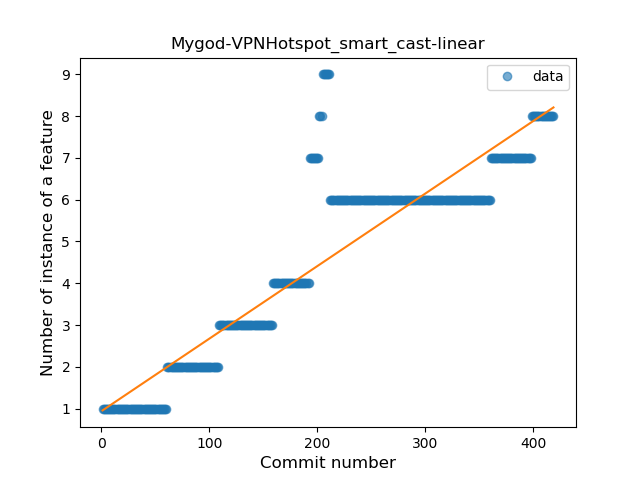 Mygod-VPNHotspot_smart_cast-linear
data
Number of instance of a feature
9
8
7
6
5
4
3
2
1
0 100 200 300 400
Commit number